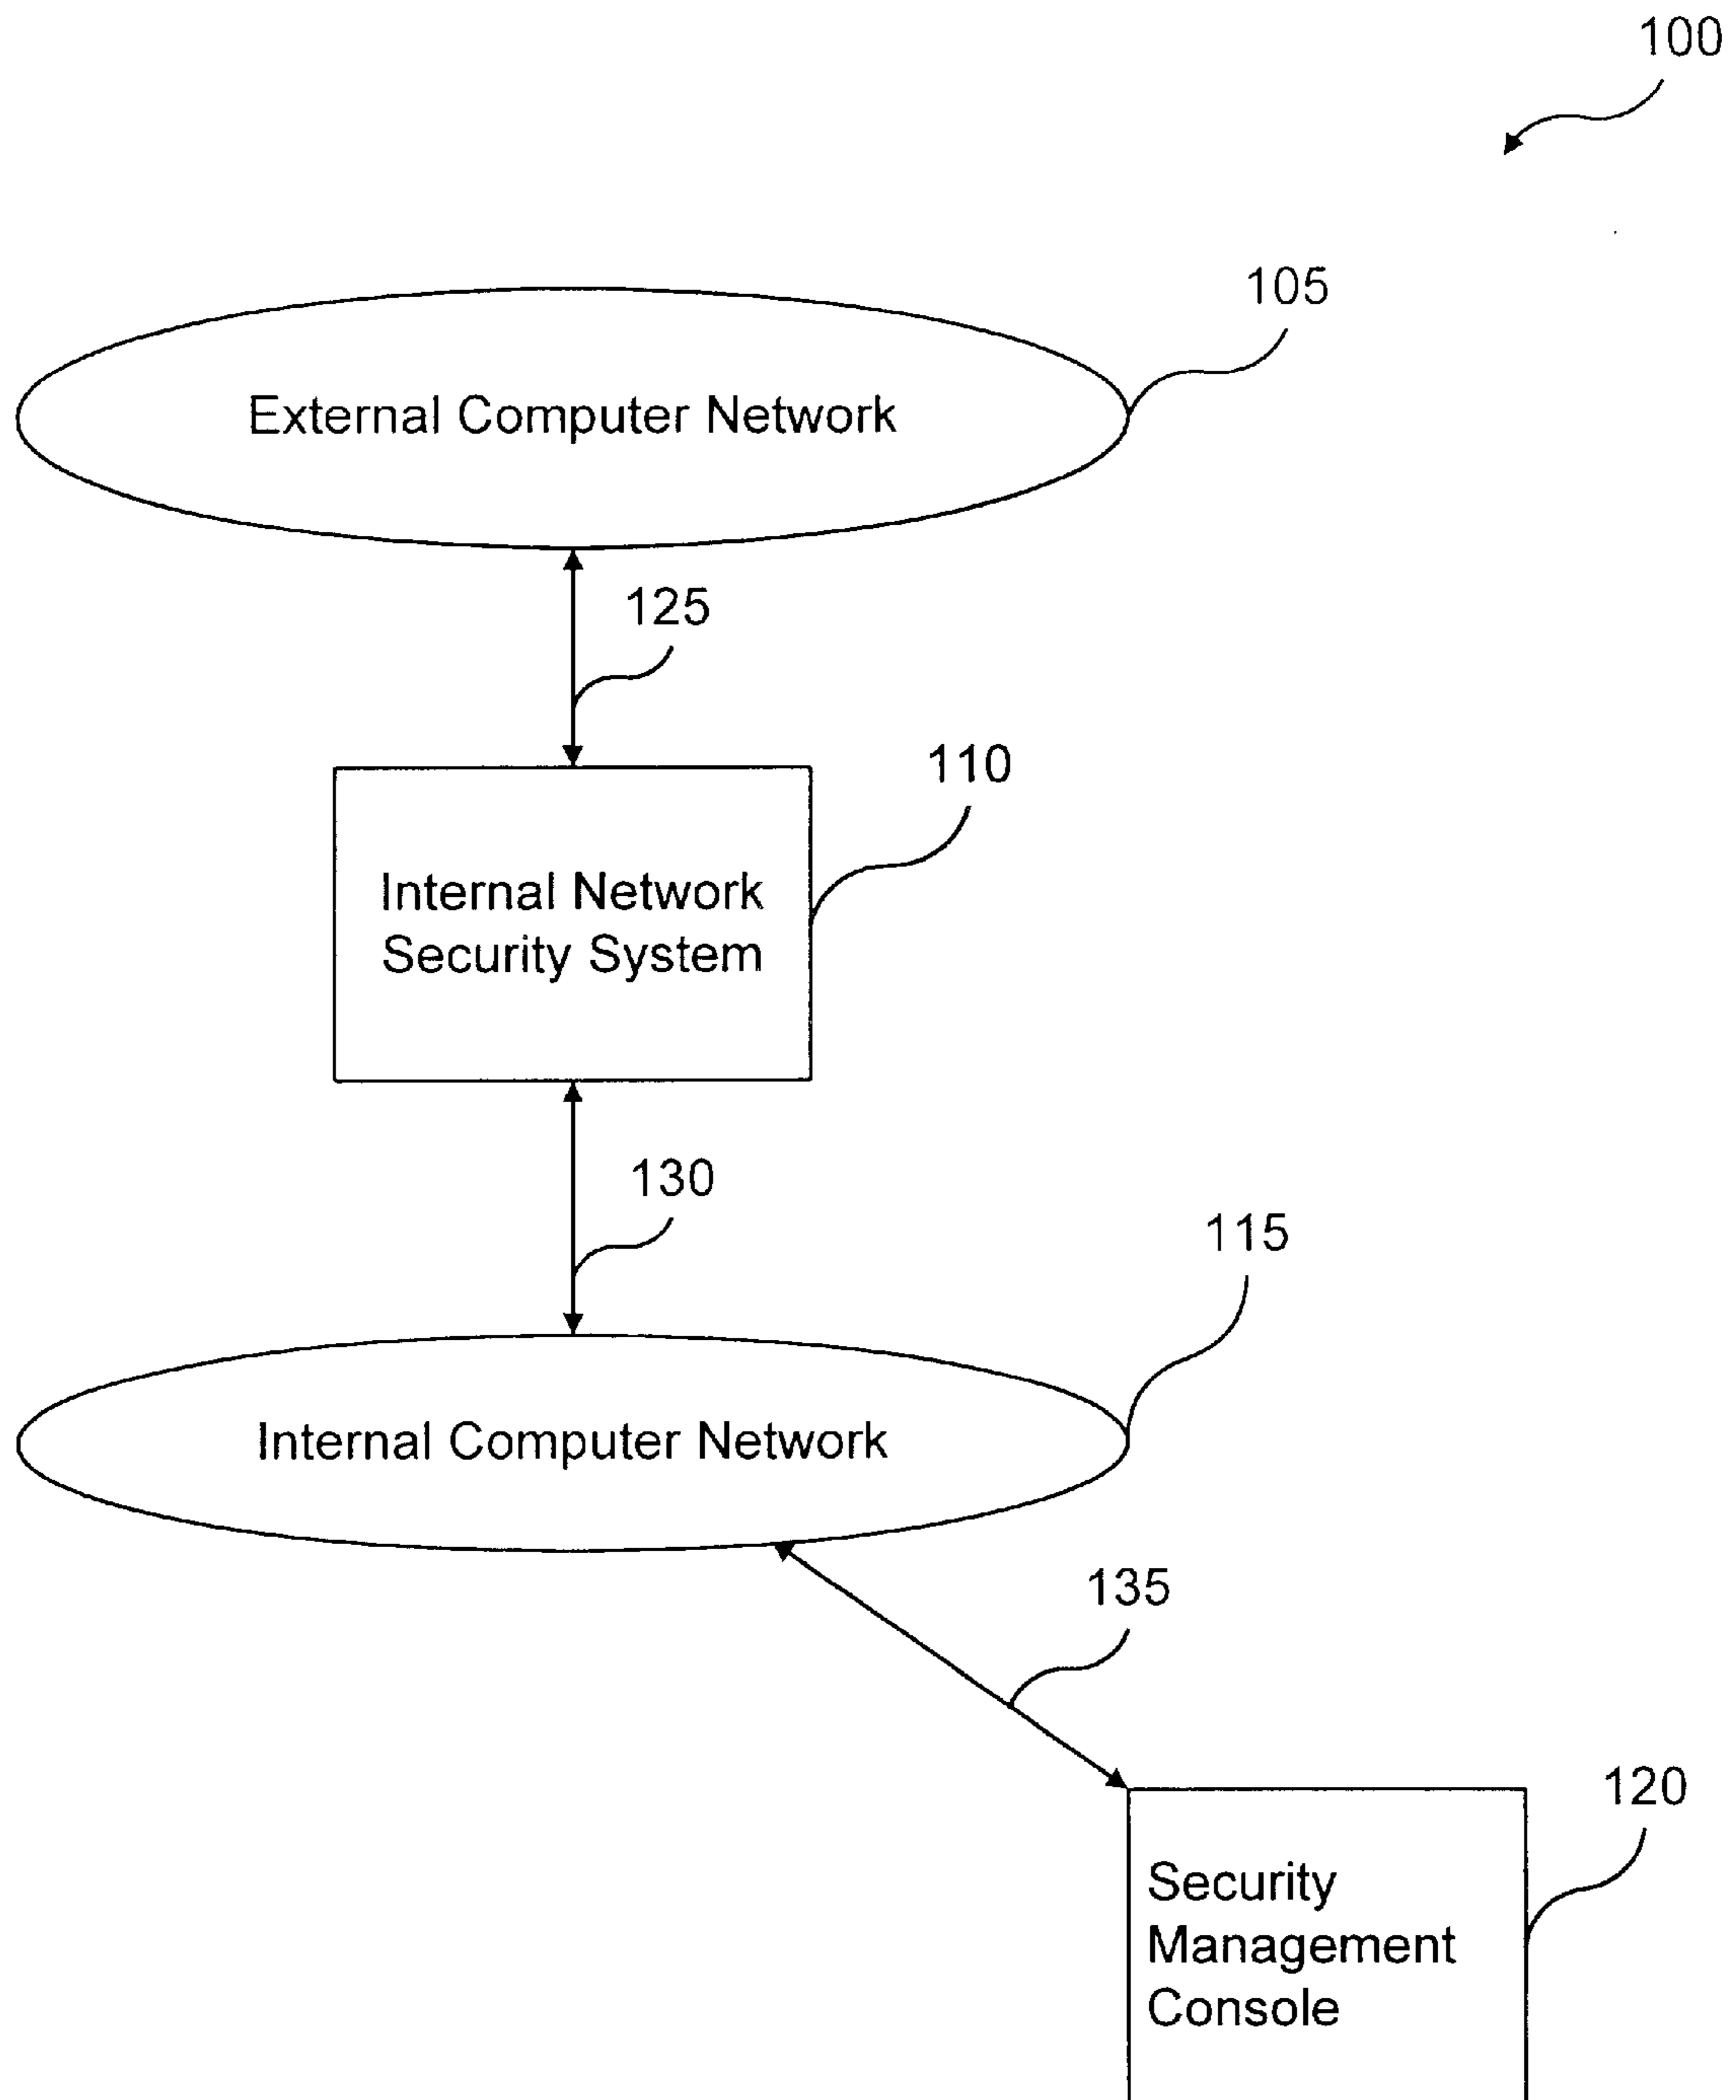 100
105
External Computer Network
125
110
Internal Network
Security System
130
115
Internal Computer Network
135
120
Security
Management
Console